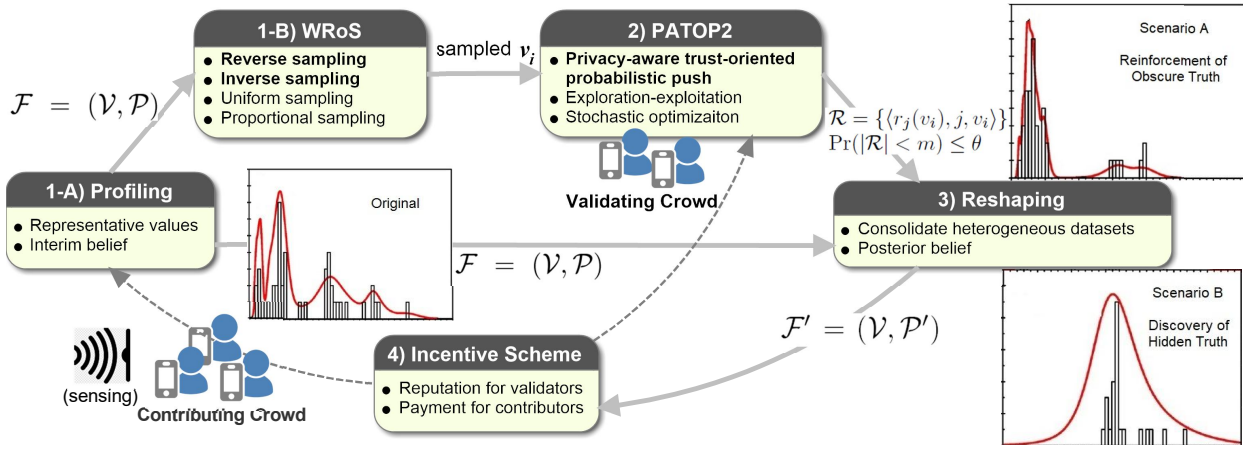 1-B) WRoS
● Reverse sampling
● Inverse sampling
● Uniform sampling
● Proportional sampling
sampled v_i
2) PATOP2
● Privacy-aware trust-oriented
probabilistic push
● Exploration-exploitation
● Stochastic optimizaiton
Validating Crowd
Scenario A
Reinforcement of
Obscure Truth
F = (V, P)
R = {⟨r_j(v_i), j, v_i⟩}
Pr(|R| < m) ≤ θ
1-A) Profiling
● Representative values
● Interim belief
Original
F = (V, P)
3) Reshaping
● Consolidate heterogeneous datasets
● Posterior belief
Scenario B
Discovery of
Hidden Truth
F′ = (V, P′)
(sensing)
Contributing Crowd
4) Incentive Scheme
● Reputation for validators
● Payment for contributors